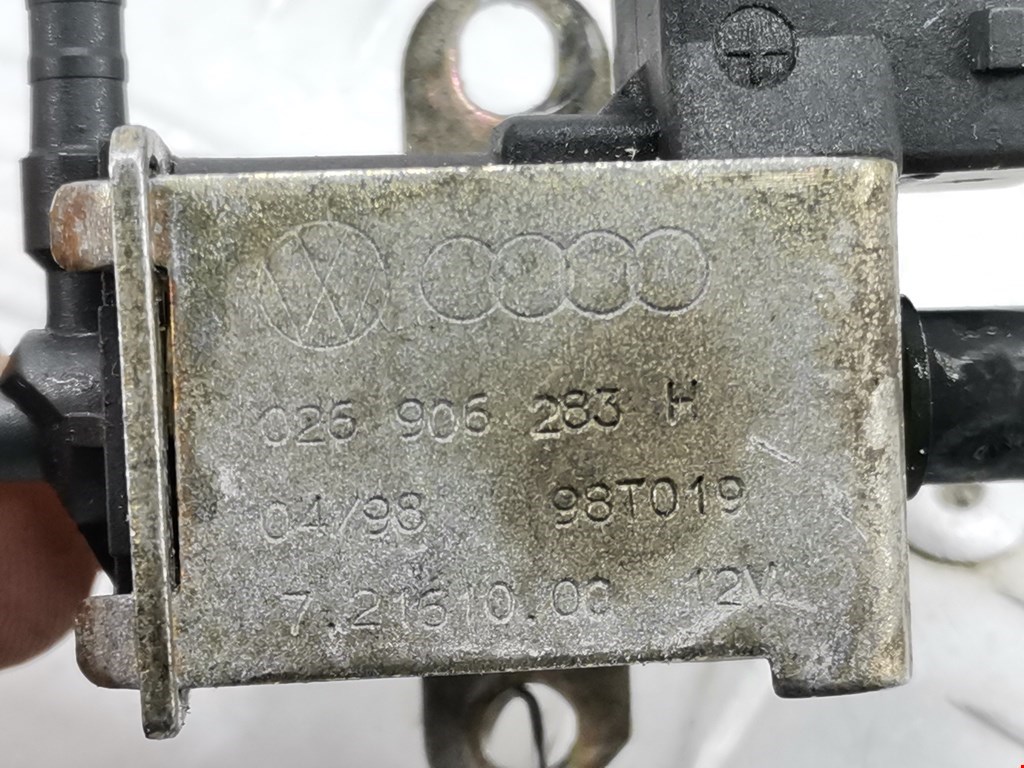 026 906 283 H
04/98 98T019
7.21610.00 12V